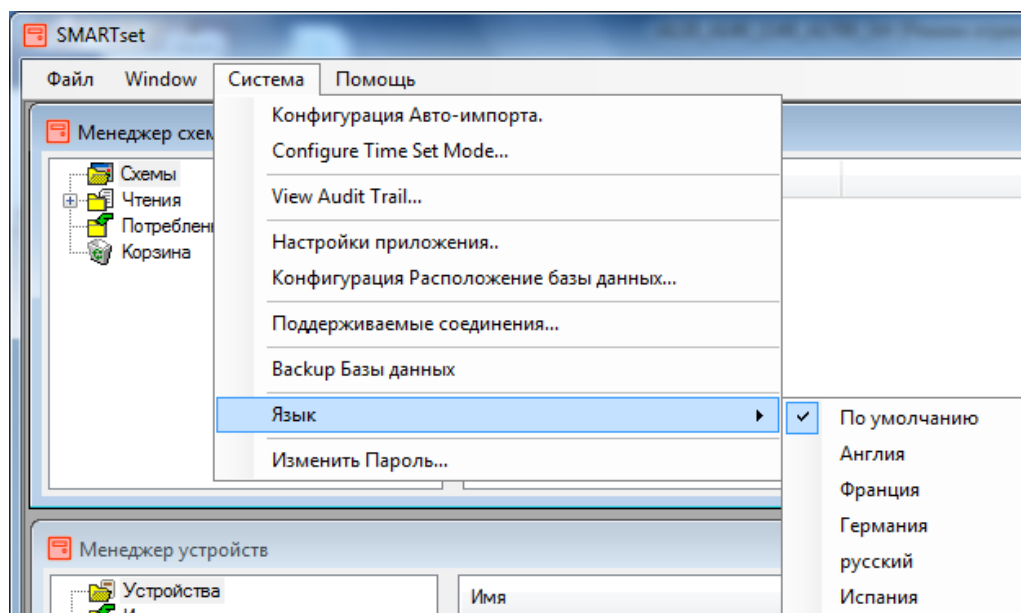 SMARTset
Файл Window Система Помощь
Конфигурация Авто-импорта.
Менеджер схем
Configure Time Set Mode...
Схемы
Чтения
View Audit Trail...
Корзина
Настройки приложения..
Конфигурация Расположение базы данных...
Поддерживаемые соединения...
Backup Базы данных
Язык
По умолчанию
Англия
Изменить Пароль...
Франция
Германия
Менеджер устройств
русский
Устройства
Имя
Испания